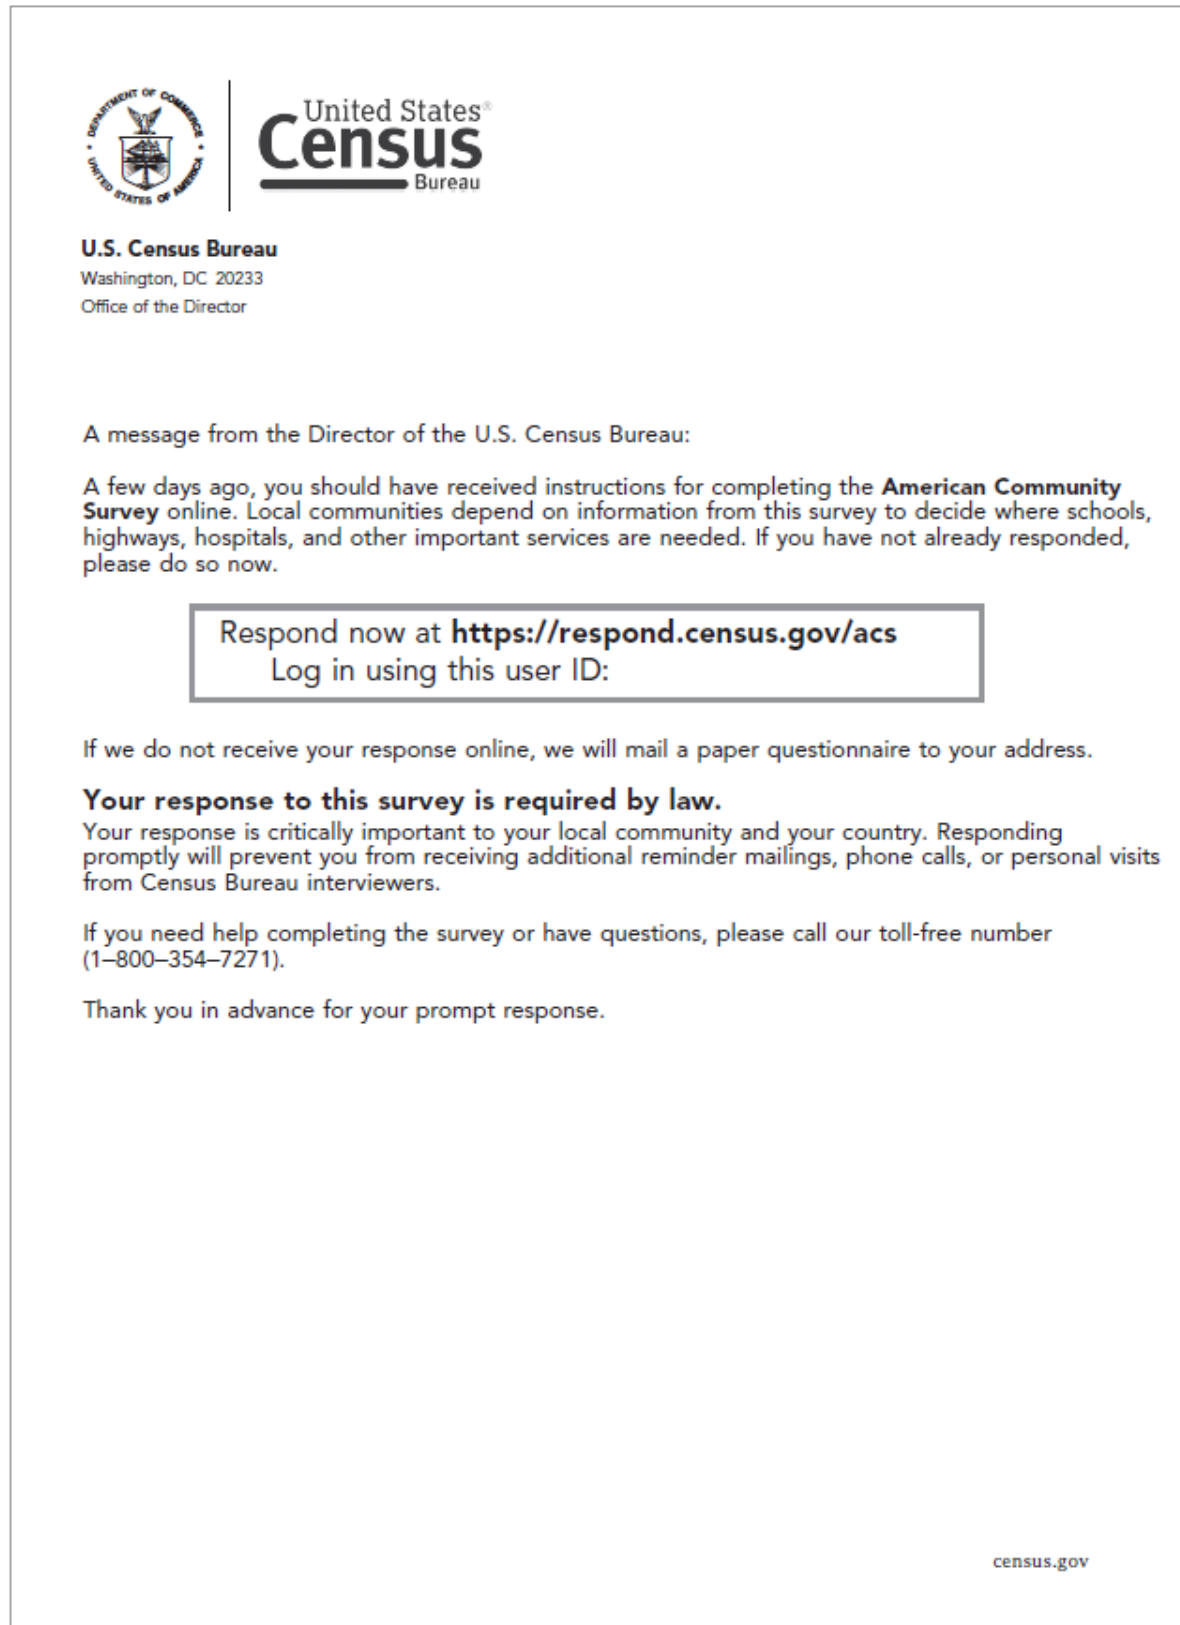 DEPARTMENT OF COMMERCE
UNITED STATES OF AMERICA
United States®
Census
Bureau
U.S. Census Bureau
Washington, DC 20233
Office of the Director
A message from the Director of the U.S. Census Bureau:
A few days ago, you should have received instructions for completing the American Community
Survey online. Local communities depend on information from this survey to decide where schools,
highways, hospitals, and other important services are needed. If you have not already responded,
please do so now.
Respond now at https://respond.census.gov/acs
Log in using this user ID:
If we do not receive your response online, we will mail a paper questionnaire to your address.
Your response to this survey is required by law.
Your response is critically important to your local community and your country. Responding
promptly will prevent you from receiving additional reminder mailings, phone calls, or personal visits
from Census Bureau interviewers.
If you need help completing the survey or have questions, please call our toll-free number
(1–800–354–7271).
Thank you in advance for your prompt response.
census.gov